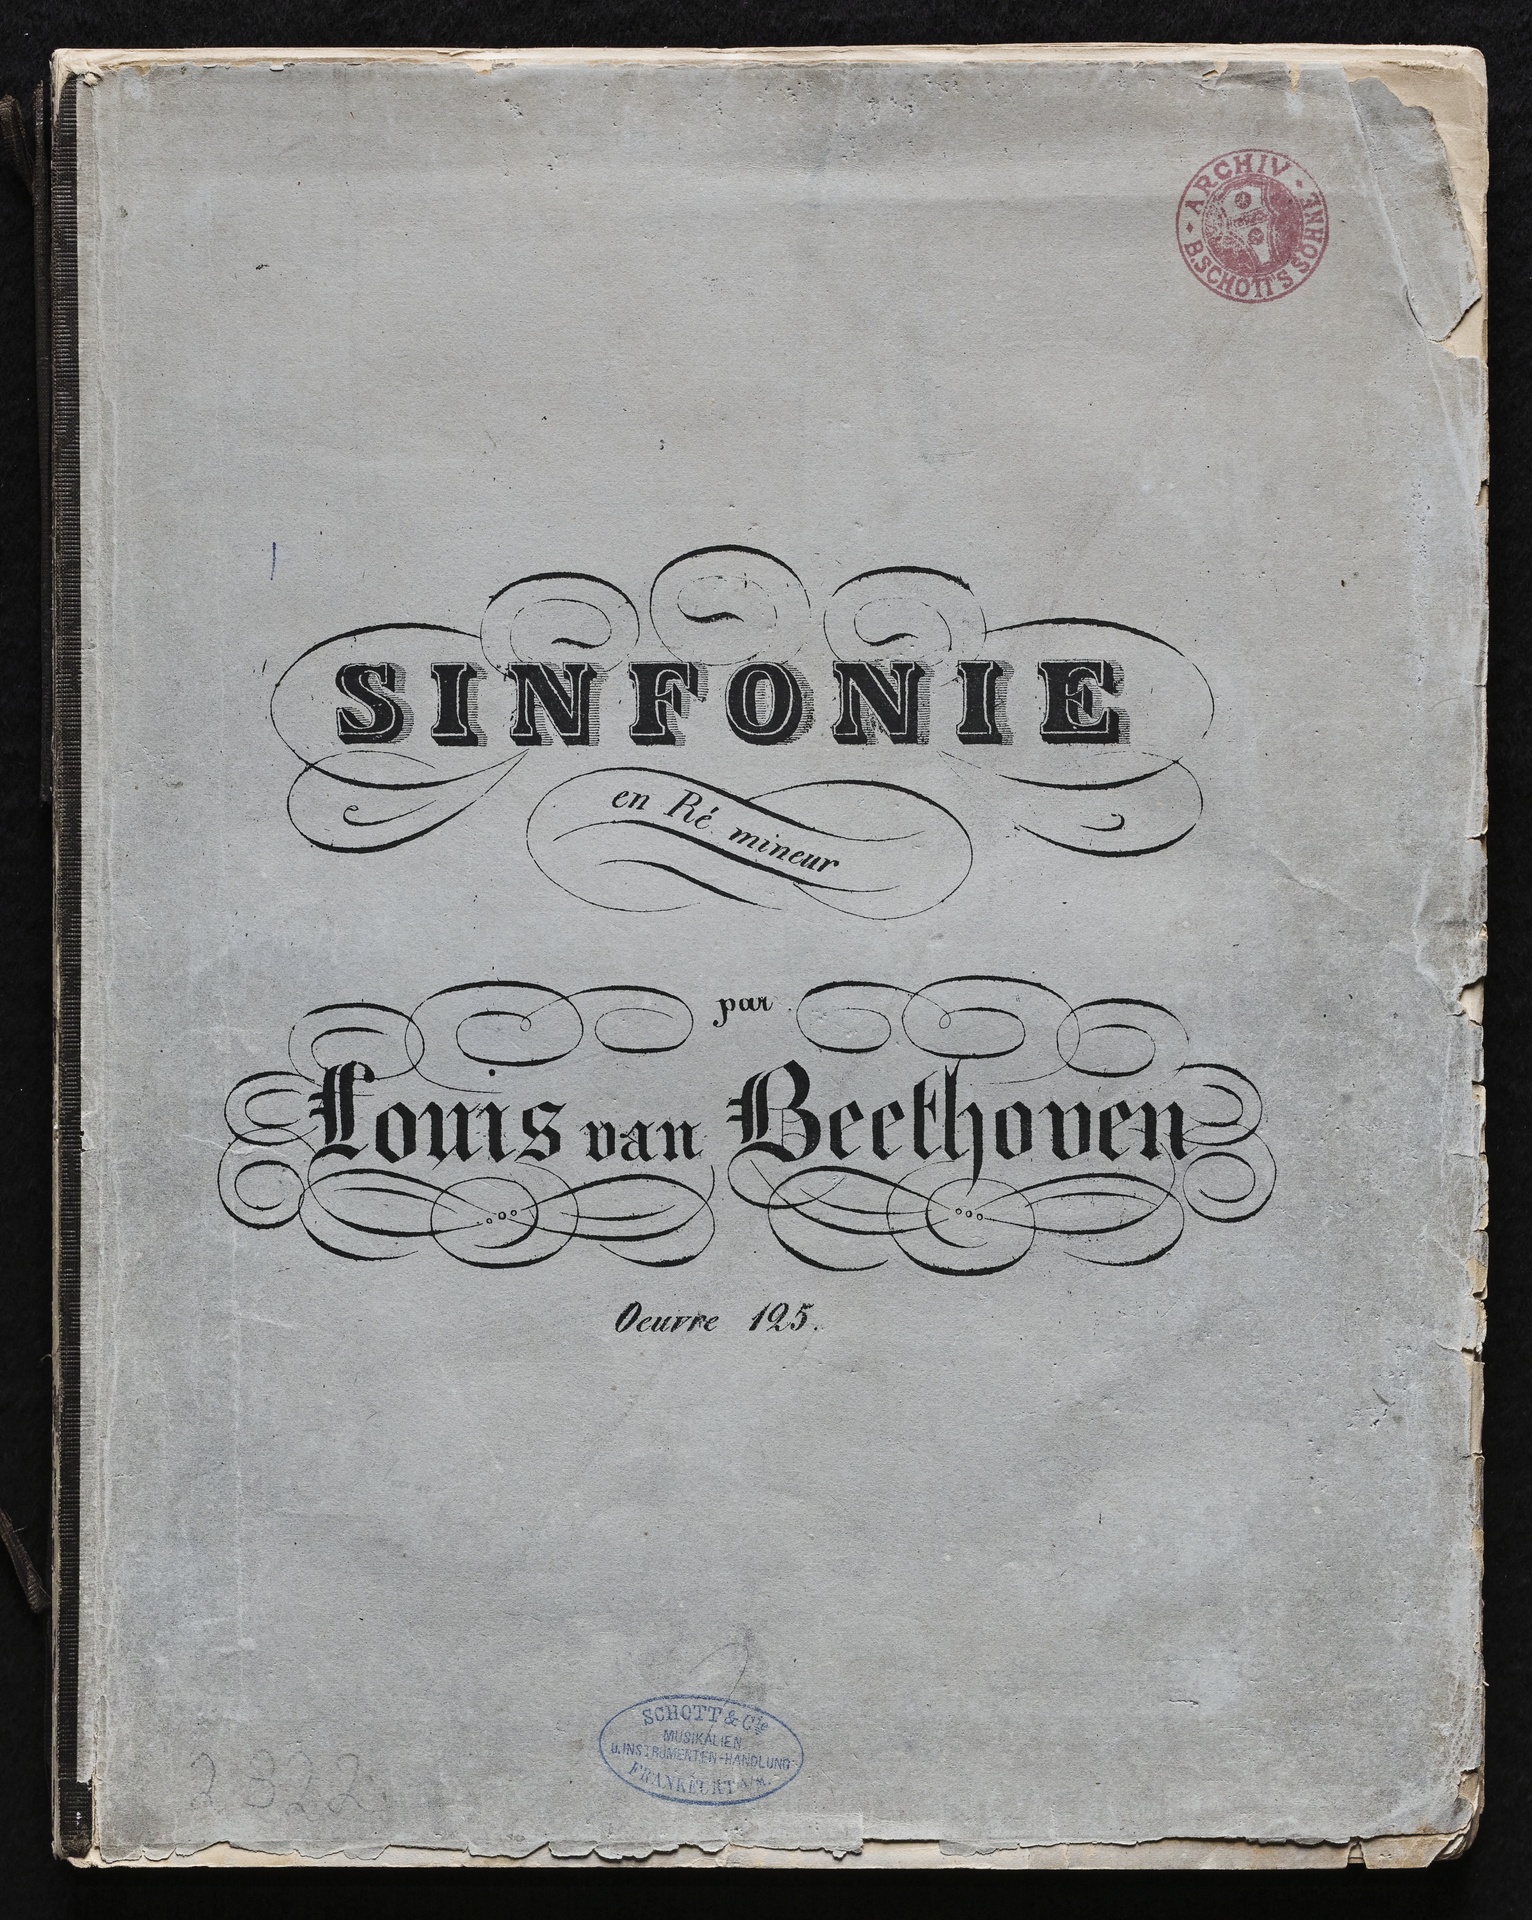 ARCHIV
B. SCHOTT'S SÖHNE
SINFONIE
en Ré mineur
par
Louis van Beethoven
Oeuvre 125.
SCHOTT & Cie
MUSIKALIEN
U. INSTRUMENTEN-HANDLUNG
FRANKFURT A/M.
2322.